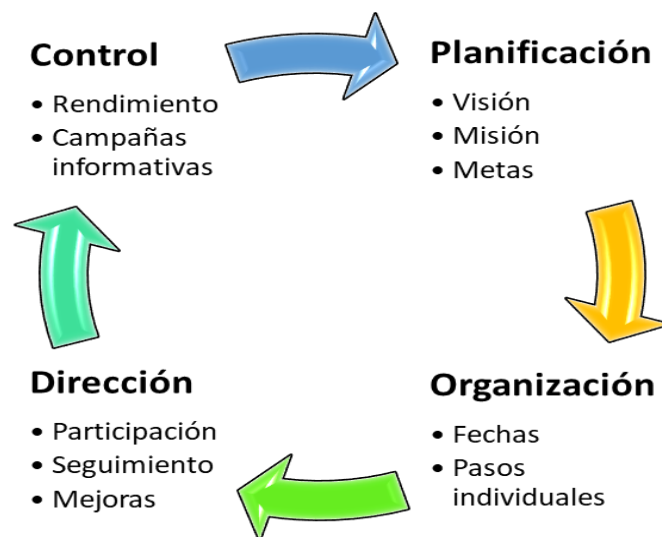 Control
• Rendimiento
• Campañas
informativas
Planificación
• Visión
• Misión
• Metas
Dirección
• Participación
• Seguimiento
• Mejoras
Organización
• Fechas
• Pasos
individuales